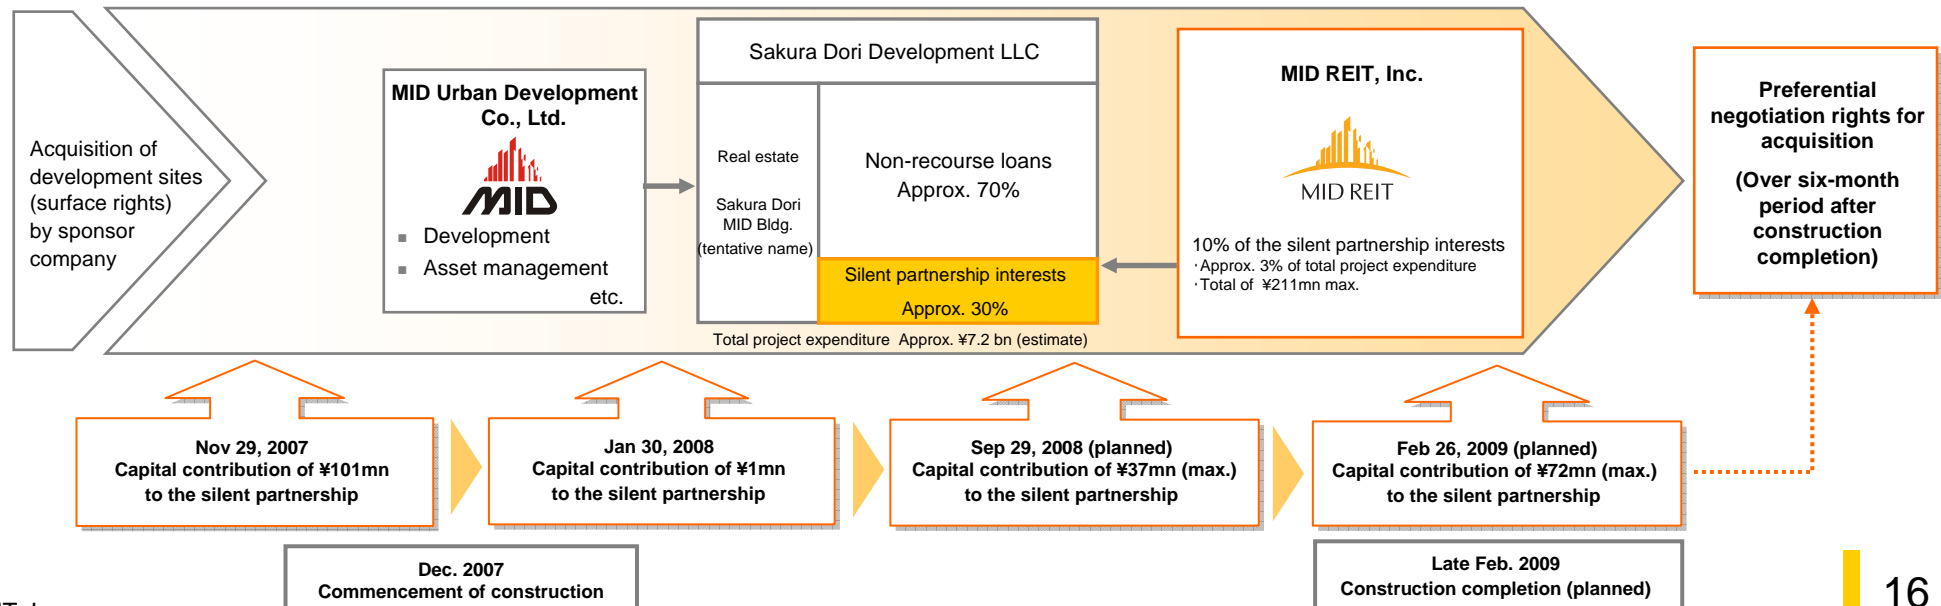 Acquisition of
development sites
(surface rights)
by sponsor
company
MID Urban Development
Co., Ltd.
MID
■ Development
■ Asset management
etc.
Sakura Dori Development LLC
Real estate
Sakura Dori
MID Bldg.
(tentative name)
Non-recourse loans
Approx. 70%
Silent partnership interests
Approx. 30%
Total project expenditure Approx. ¥7.2 bn (estimate)
MID REIT, Inc.
MID REIT
10% of the silent partnership interests
・Approx. 3% of total project expenditure
・Total of ¥211mn max.
Preferential
negotiation rights for
acquisition
(Over six-month
period after
construction
completion)
Nov 29, 2007
Capital contribution of ¥101mn
to the silent partnership
Jan 30, 2008
Capital contribution of ¥1mn
to the silent partnership
Sep 29, 2008 (planned)
Capital contribution of ¥37mn (max.)
to the silent partnership
Feb 26, 2009 (planned)
Capital contribution of ¥72mn (max.)
to the silent partnership
Dec. 2007
Commencement of construction
Late Feb. 2009
Construction completion (planned)
16